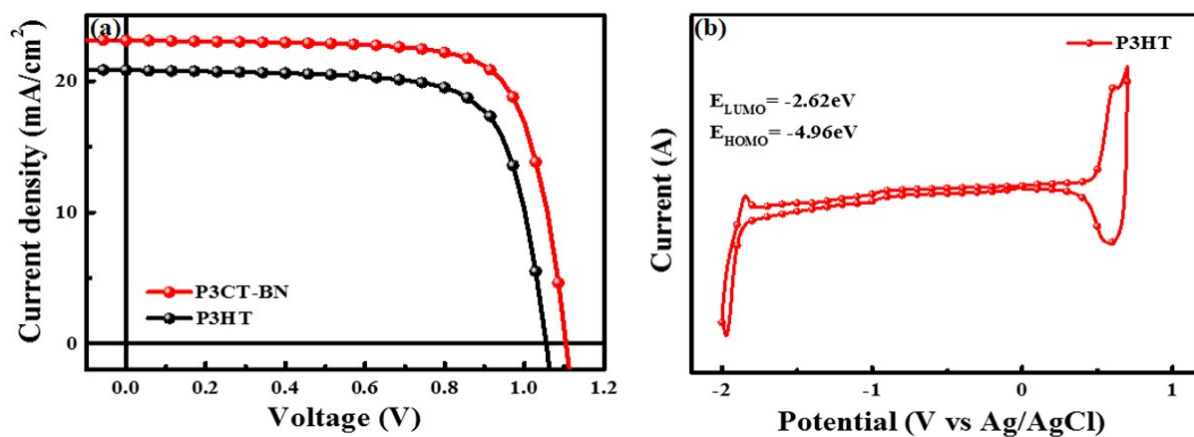 (a)
Current density (mA/cm²)
20
10
0
P3CT-BN
P3HT
0.0 0.2 0.4 0.6 0.8 1.0 1.2
Voltage (V)
(b)
P3HT
E_LUMO= -2.62eV
E_HOMO= -4.96eV
Current (A)
-2 -1 0 1
Potential (V vs Ag/AgCl)